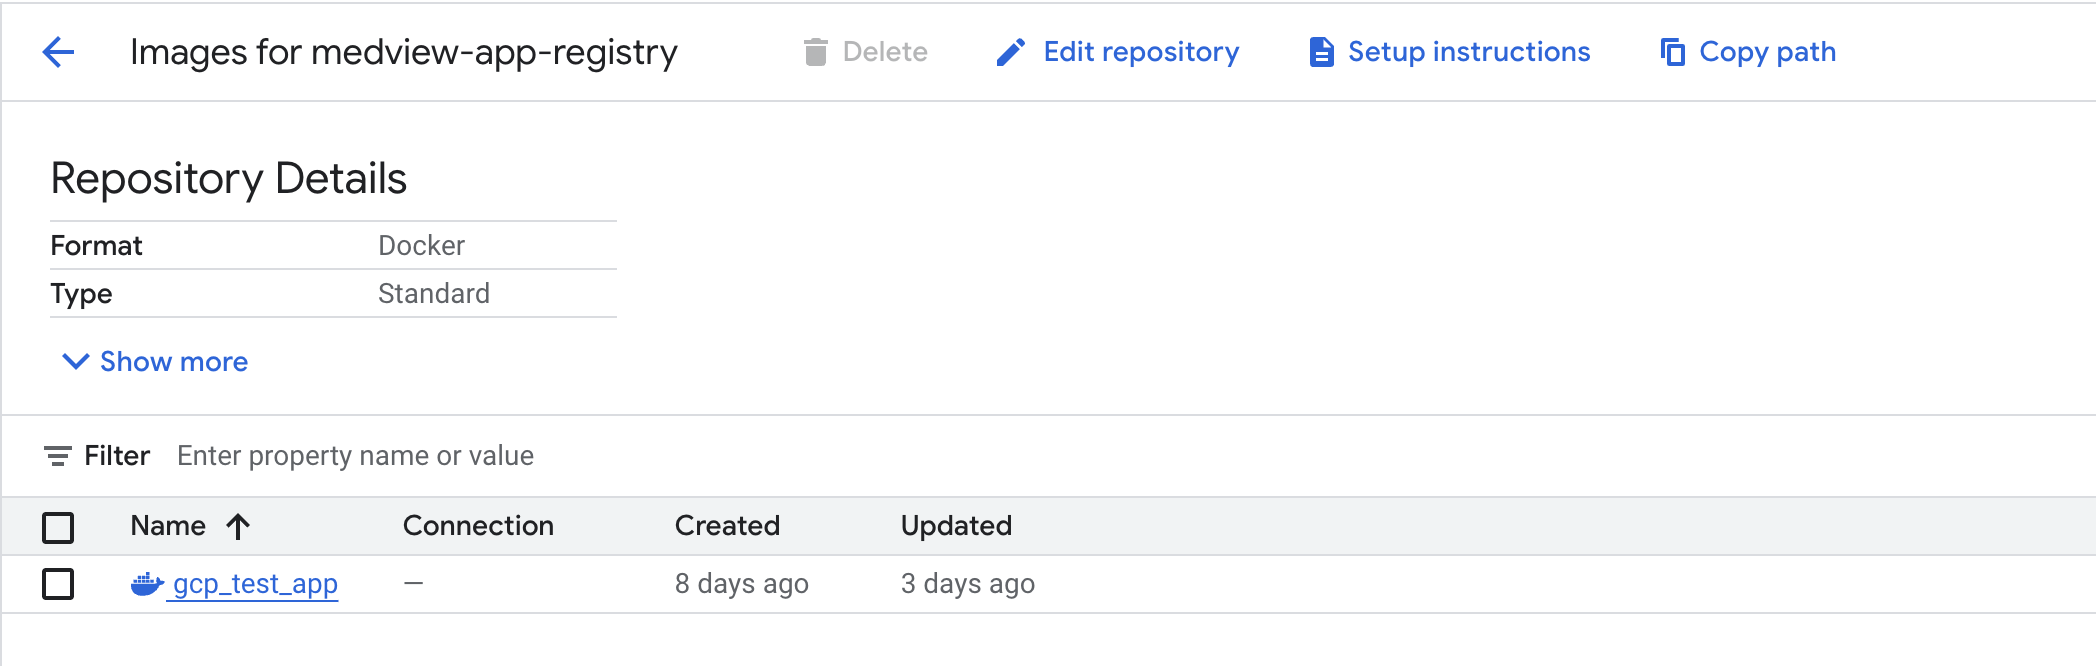 Images for medview-app-registry Delete Edit repository Setup instructions Copy path
Repository Details
Format Docker
Type Standard
Show more
Filter Enter property name or value
Name Connection Created Updated
gcp_test_app — 8 days ago 3 days ago